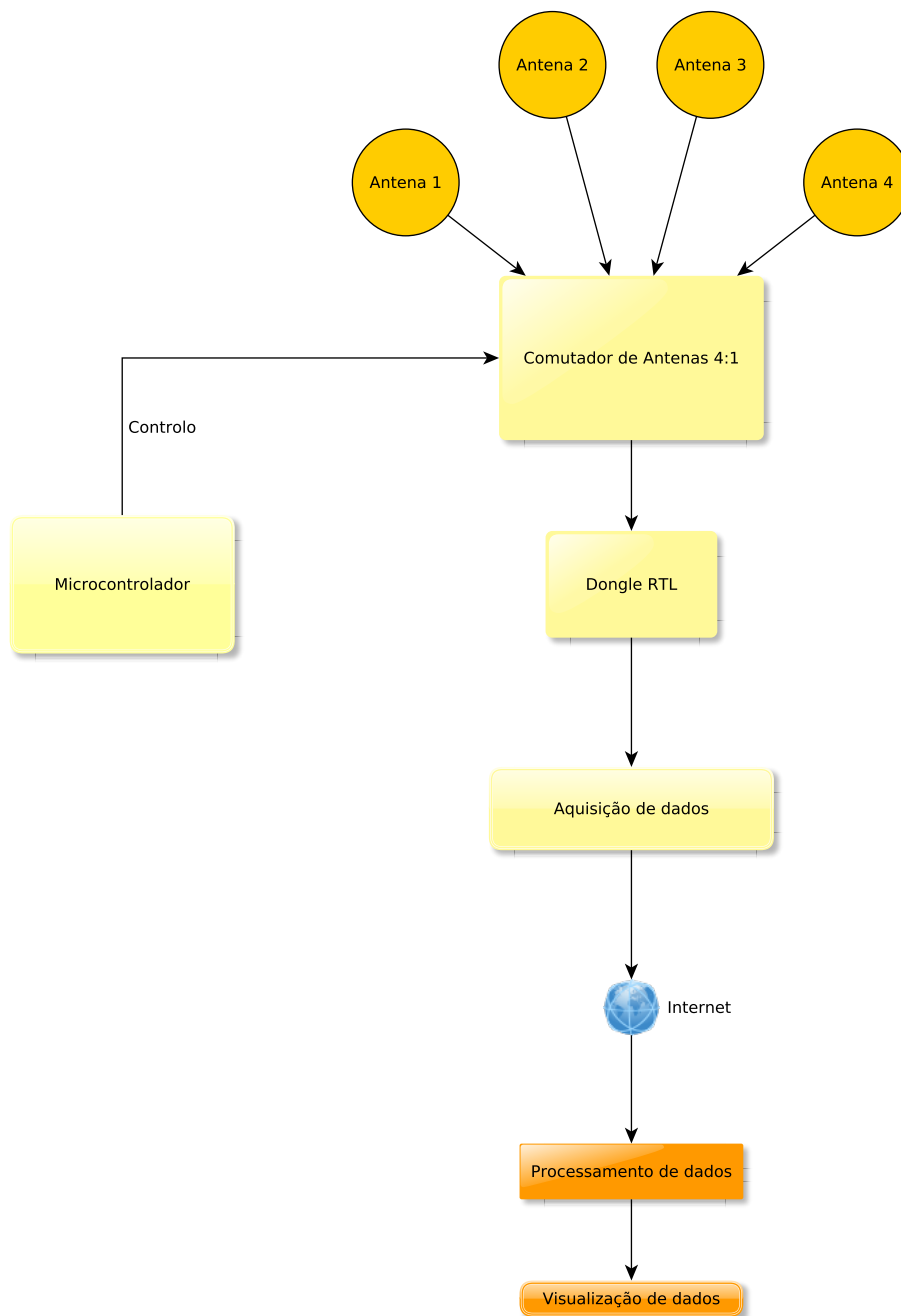 Antena 2
Antena 3
Antena 1
Antena 4
Comutador de Antenas 4:1
Controlo
Microcontrolador
Dongle RTL
Aquisição de dados
Internet
Processamento de dados
Visualização de dados